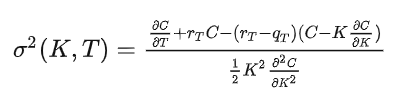 σ²(K, T) = (∂C/∂T + r_T C − (r_T − q_T)(C − K ∂C/∂K)) / (½ K² ∂²C/∂K²)